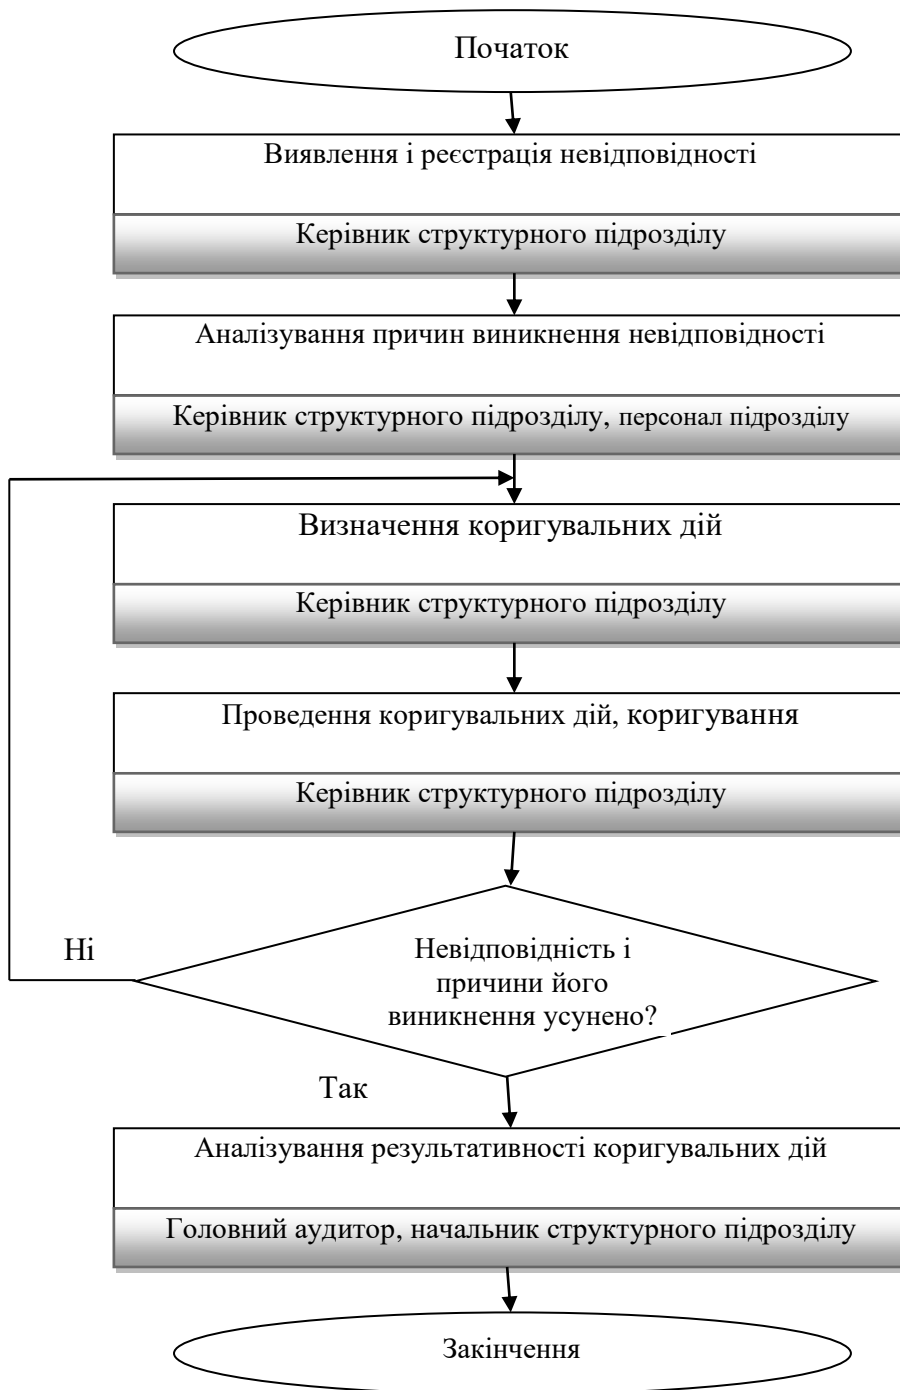 Початок
Виявлення і реєстрація невідповідності
Керівник структурного підрозділу
Аналізування причин виникнення невідповідності
Керівник структурного підрозділу, персонал підрозділу
Визначення коригувальних дій
Керівник структурного підрозділу
Проведення коригувальних дій, коригування
Керівник структурного підрозділу
Ні
Невідповідність і
причини його
виникнення усунено?
Так
Аналізування результативності коригувальних дій
Головний аудитор, начальник структурного підрозділу
Закінчення